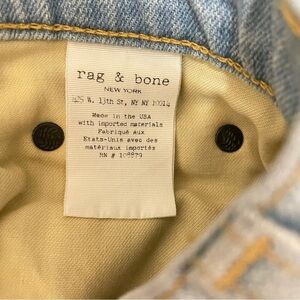 rag & bone
NEW YORK
425 W. 13th St, NY NY 10014
Made in the USA
with imported materials
Fabriqué Aux
Etats-Unis avec des
matériaux importés
RN # 108879